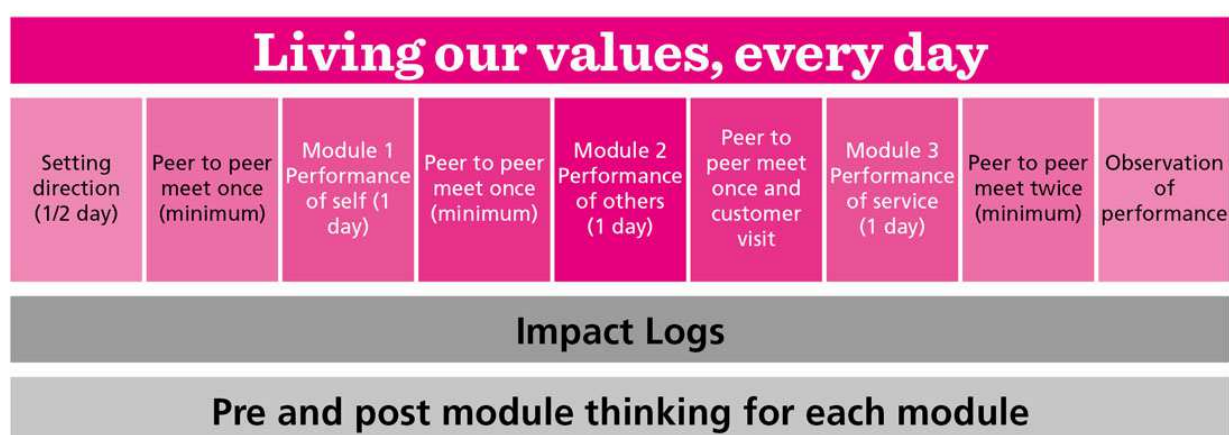 Living our values, every day
Setting
direction
(1/2 day)
Peer to peer
meet once
(minimum)
Module 1
Performance
of self (1
day)
Peer to peer
meet once
(minimum)
Module 2
Performance
of others
(1 day)
Peer to
peer meet
once and
customer
visit
Module 3
Performance
of service
(1 day)
Peer to peer
meet twice
(minimum)
Observation
of
performance
Impact Logs
Pre and post module thinking for each module